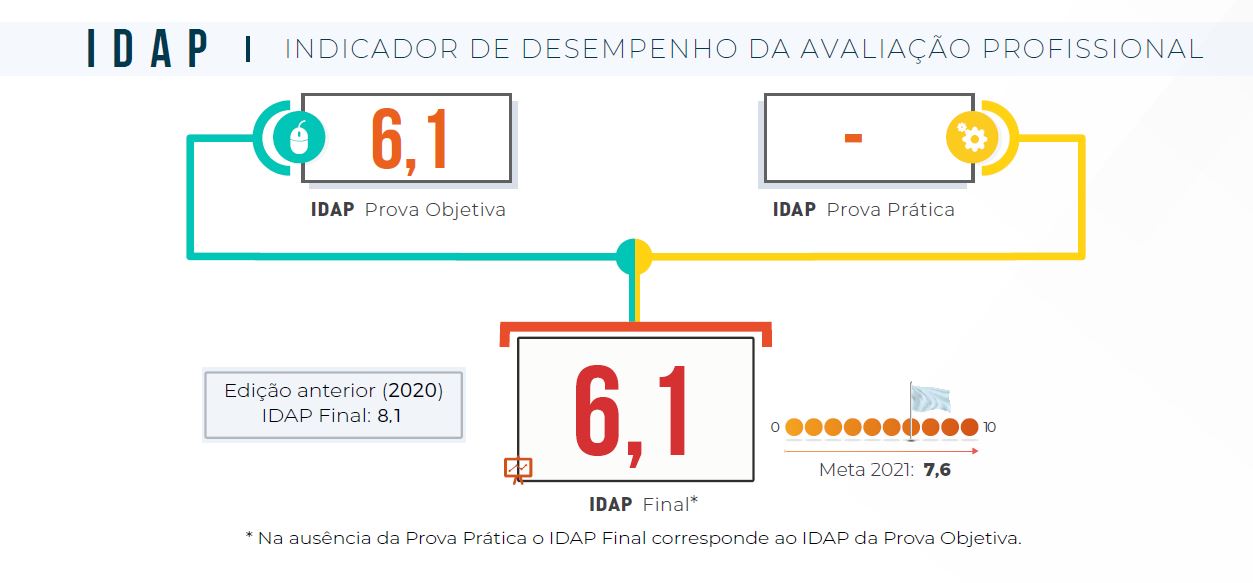 IDAP | INDICADOR DE DESEMPENHO DA AVALIAÇÃO PROFISSIONAL
6,1
IDAP Prova Objetiva
-
IDAP Prova Prática
Edição anterior (2020)
IDAP Final: 8,1
6,1
IDAP Final*
0 10
Meta 2021: 7,6
* Na ausência da Prova Prática o IDAP Final corresponde ao IDAP da Prova Objetiva.